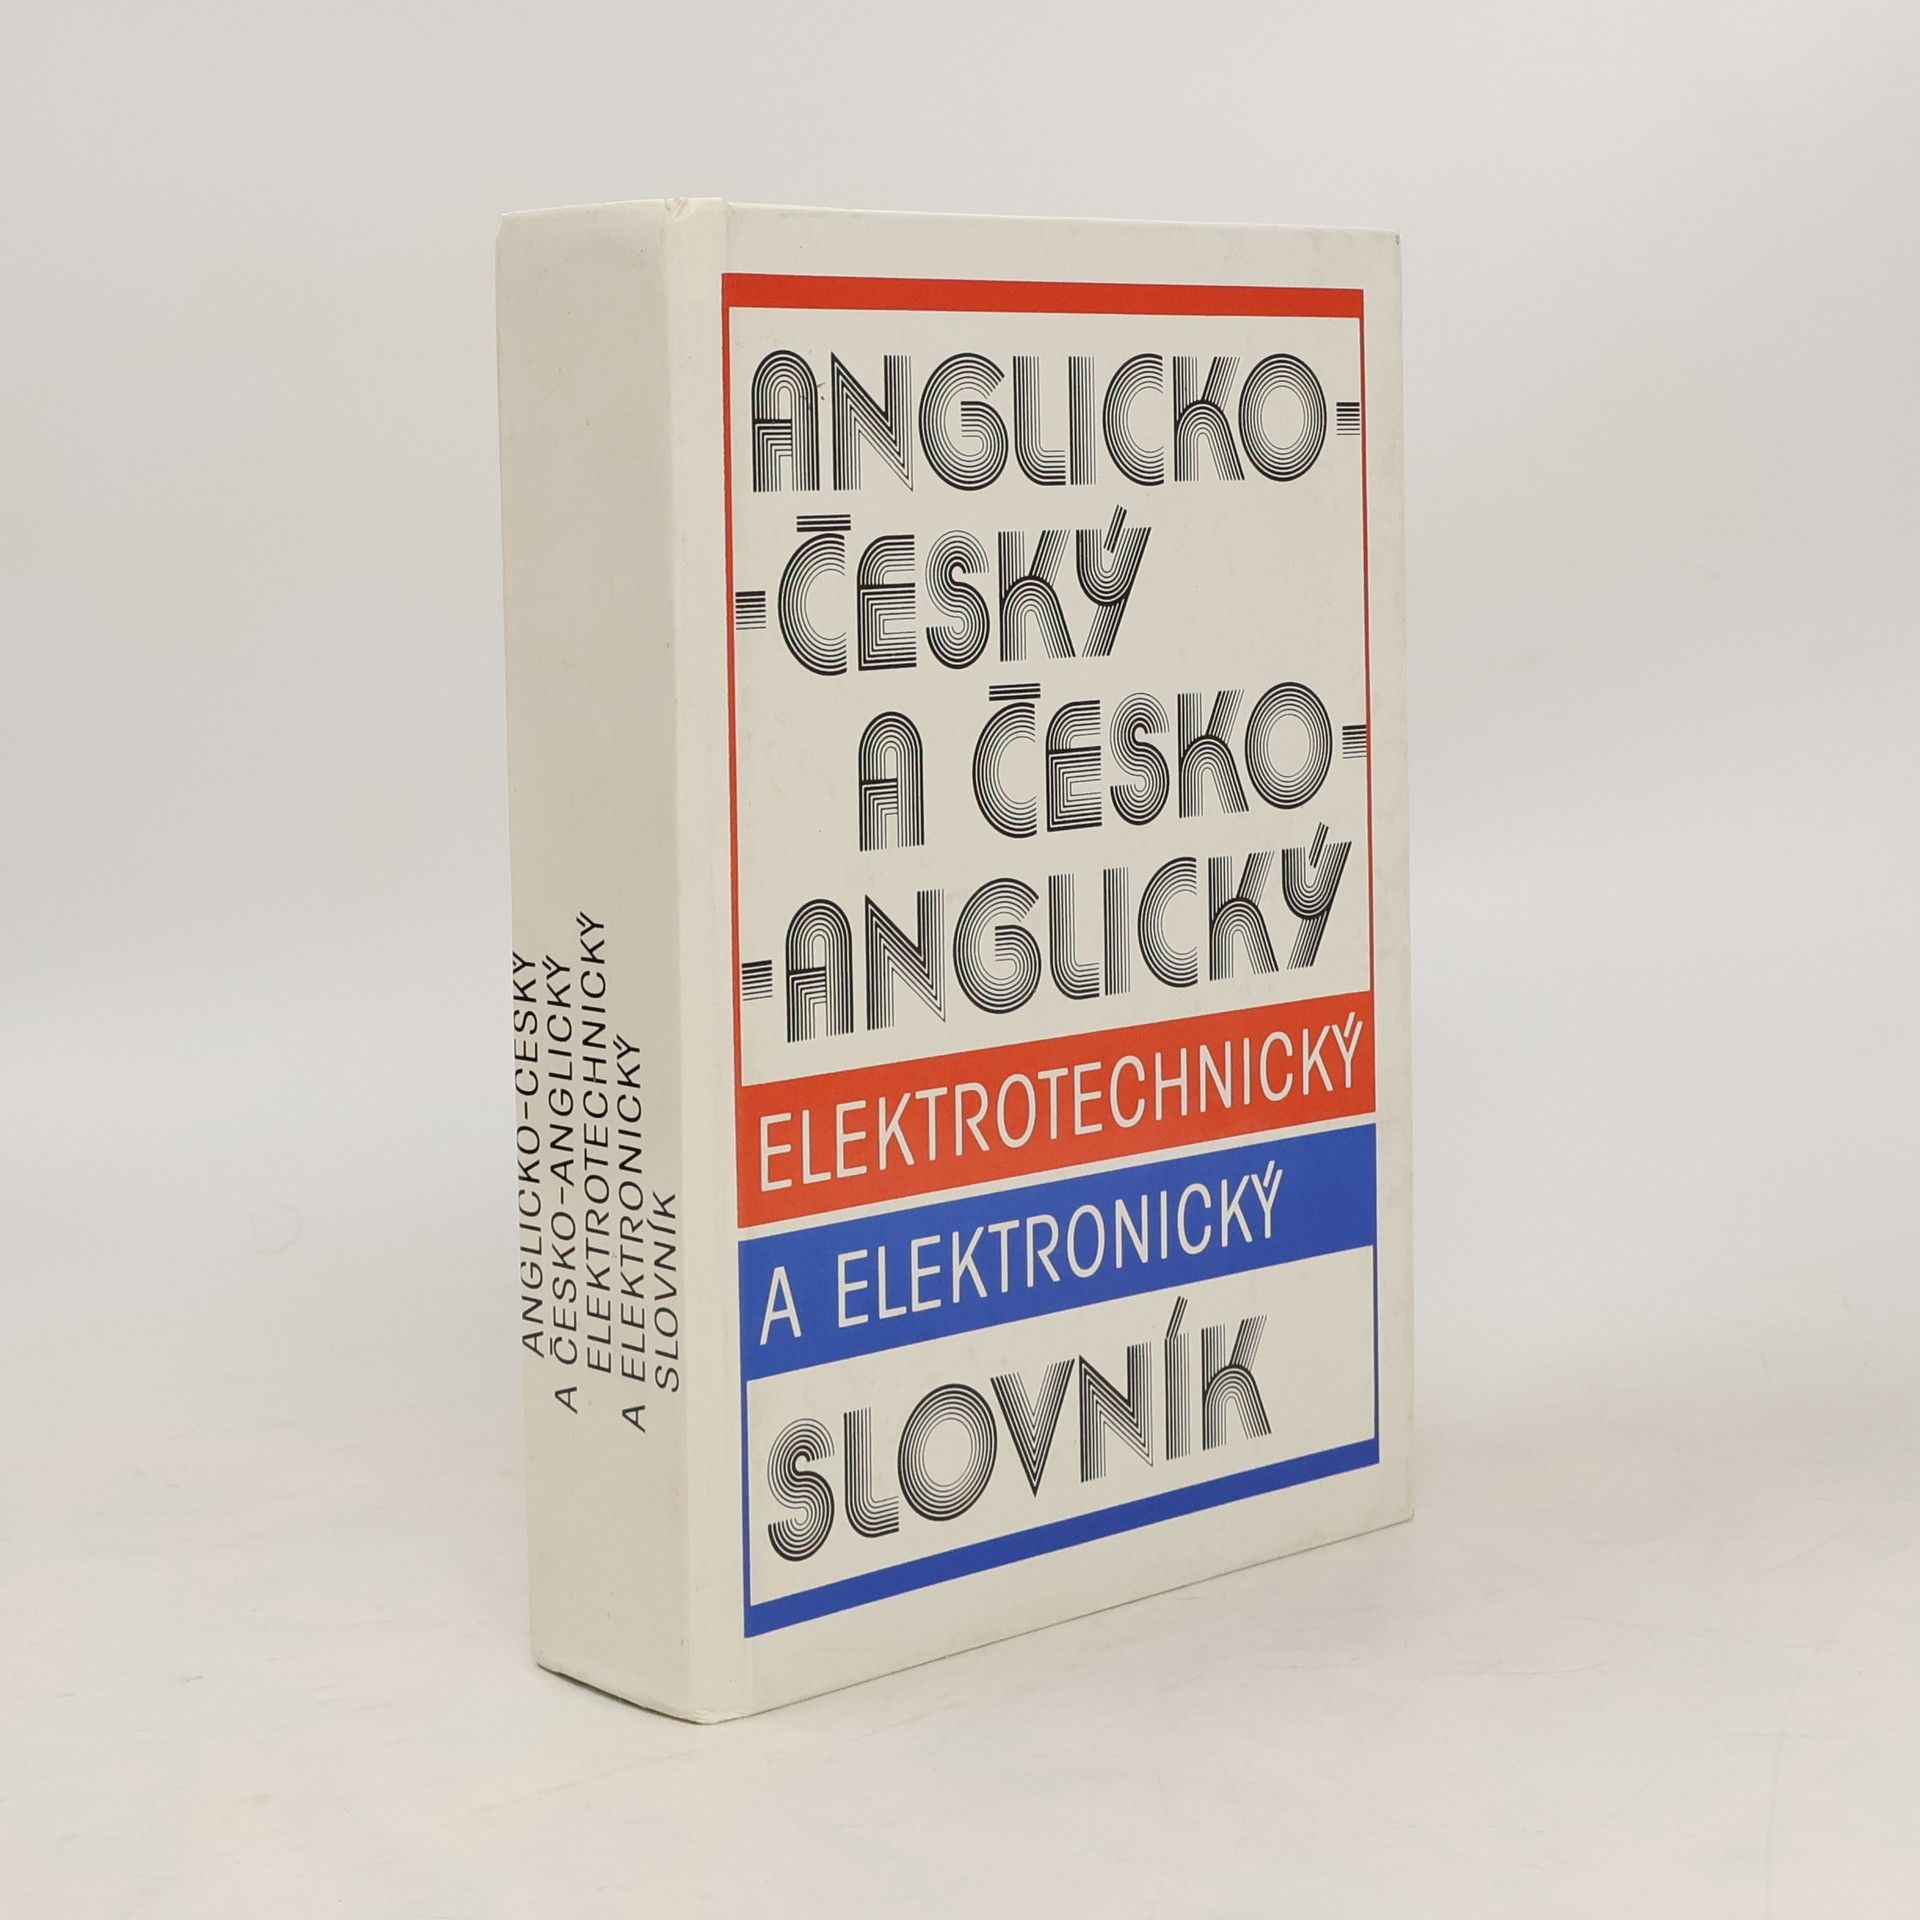 ANGLICKO-
-ČESKÝ
A ČESKO-
-ANGLICKÝ
ELEKTROTECHNICKÝ
A ELEKTRONICKÝ
SLOVNÍK
ANGLICKO-ČESKÝ
A ČESKO-ANGLICKÝ
ELEKTROTECHNICKÝ
A ELEKTRONICKÝ
SLOVNÍK